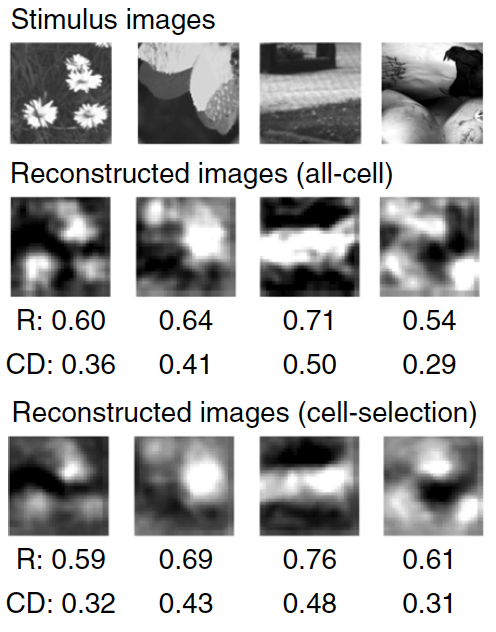 Stimulus images
Reconstructed images (all-cell)
R: 0.60 0.64 0.71 0.54
CD: 0.36 0.41 0.50 0.29
Reconstructed images (cell-selection)
R: 0.59 0.69 0.76 0.61
CD: 0.32 0.43 0.48 0.31